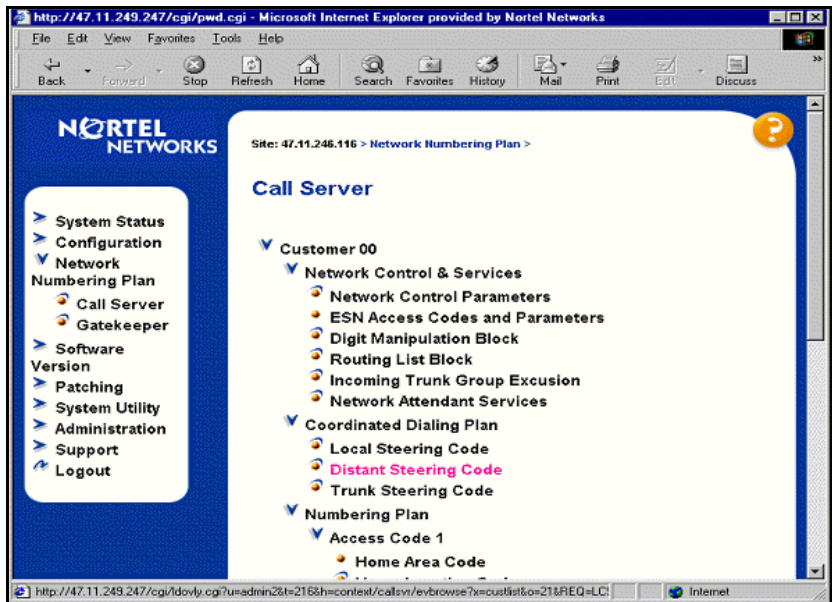 http://47.11.249.247/cgi/pwd.cgi - Microsoft Internet Explorer provided by Nortel Networks
File Edit View Favorites Tools Help
Back Forward Stop Refresh Home Search Favorites History Mail Print Edit Discuss
NORTEL
NETWORKS
Site: 47.11.246.116 > Network Numbering Plan >
?
Call Server
System Status
Configuration
Network
Numbering Plan
Call Server
Gatekeeper
Software
Version
Patching
System Utility
Administration
Support
Logout
Customer 00
Network Control & Services
Network Control Parameters
ESN Access Codes and Parameters
Digit Manipulation Block
Routing List Block
Incoming Trunk Group Excusion
Network Attendant Services
Coordinated Dialing Plan
Local Steering Code
Distant Steering Code
Trunk Steering Code
Numbering Plan
Access Code 1
Home Area Code
http://47.11.249.247/cgi/ldovly.cgi?u=admin2&t=216&h=context/callsvr/evbrowse?x=custlist&o=21&REQ=LC
Internet